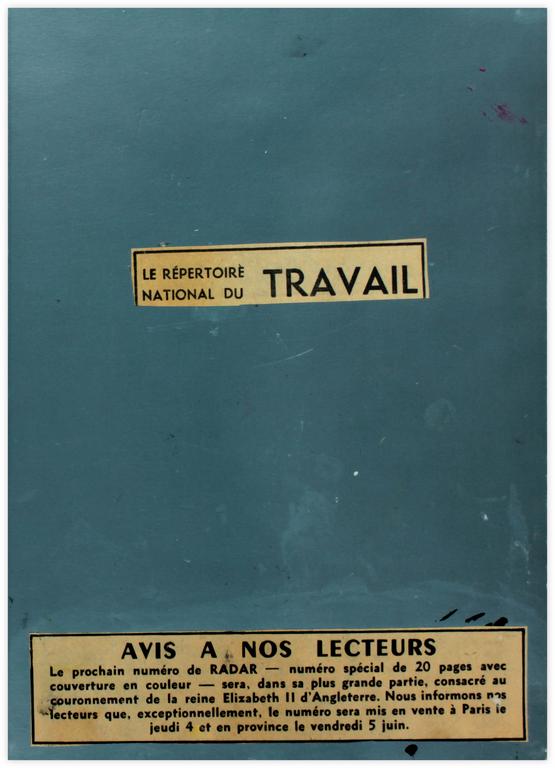 LE RÉPERTOIRE
NATIONAL DU TRAVAIL
AVIS A NOS LECTEURS
Le prochain numéro de RADAR — numéro spécial de 20 pages avec
couverture en couleur — sera, dans sa plus grande partie, consacré au
couronnement de la reine Elizabeth II d'Angleterre. Nous informons nos
lecteurs que, exceptionnellement, le numéro sera mis en vente à Paris le
jeudi 4 et en province le vendredi 5 juin.